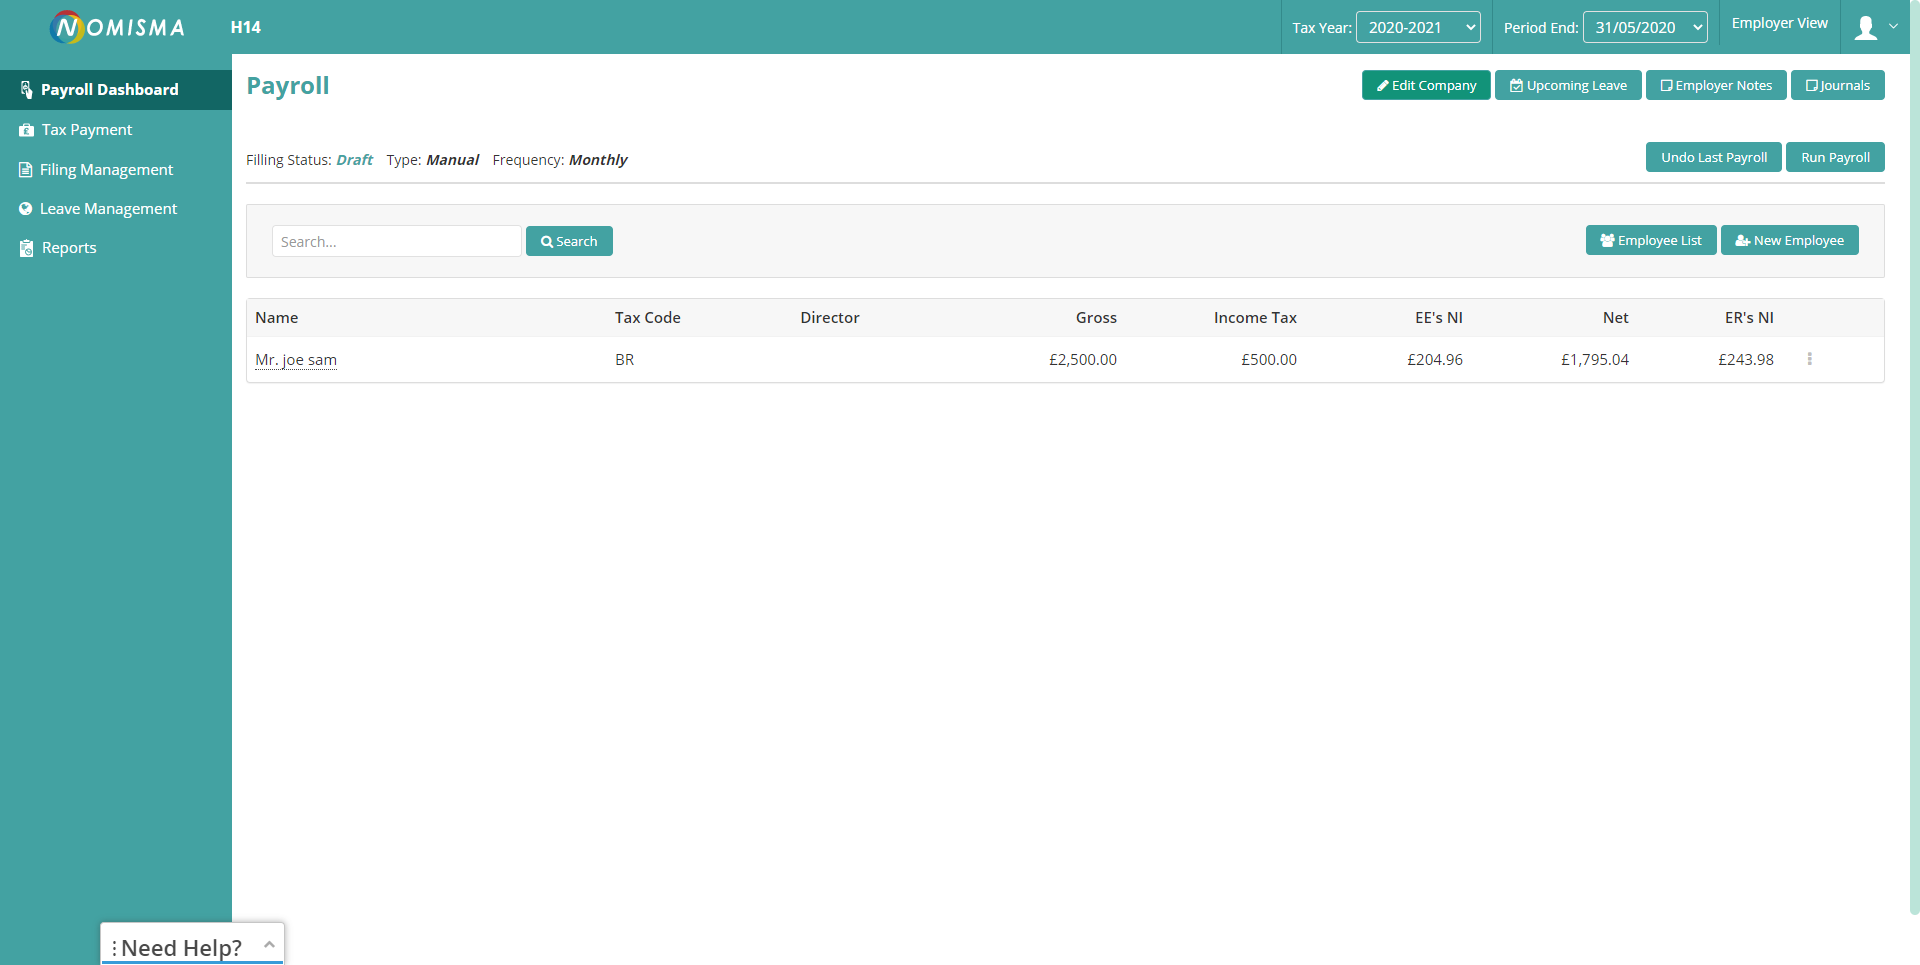 NOMISMA H14 Tax Year: 2020-2021 Period End: 31/05/2020 Employer View
Payroll Dashboard
Tax Payment
Filing Management
Leave Management
Reports
Payroll Edit Company Upcoming Leave Employer Notes Journals
Filling Status: Draft Type: Manual Frequency: Monthly Undo Last Payroll Run Payroll
Search... Search Employee List New Employee
Name Tax Code Director Gross Income Tax EE's NI Net ER's NI
Mr. joe sam BR £2,500.00 £500.00 £204.96 £1,795.04 £243.98
Need Help?